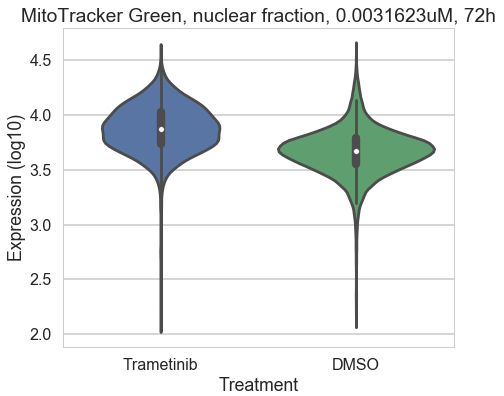 MitoTracker Green, nuclear fraction, 0.0031623uM, 72h
4.5
4.0
3.5
3.0
2.5
2.0
Expression (log10)
Trametinib DMSO
Treatment